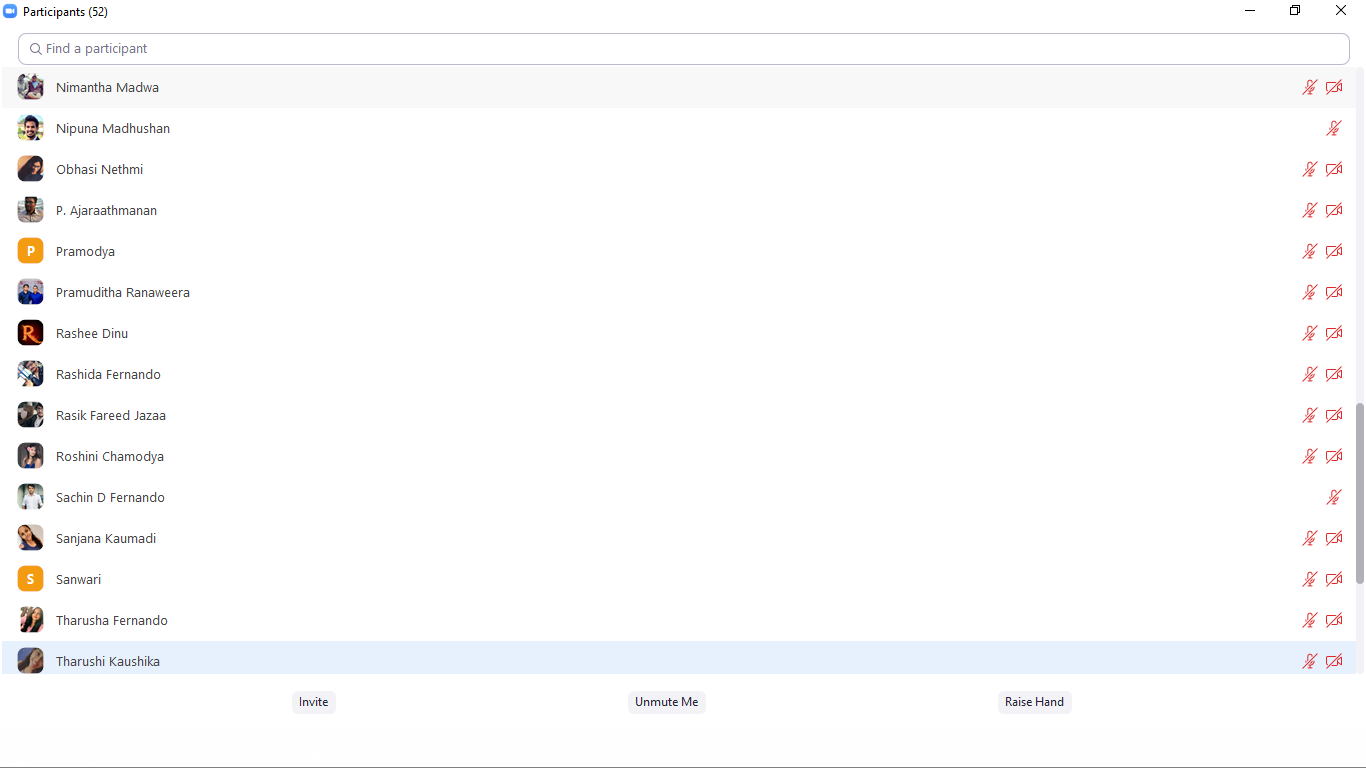 Participants (52)
Find a participant
Nimantha Madwa
Nipuna Madhushan
Obhasi Nethmi
P. Ajaraathmanan
P Pramodya
Pramuditha Ranaweera
R Rashee Dinu
Rashida Fernando
Rasik Fareed Jazaa
Roshini Chamodya
Sachin D Fernando
Sanjana Kaumadi
S Sanwari
Tharusha Fernando
Tharushi Kaushika
Invite Unmute Me Raise Hand